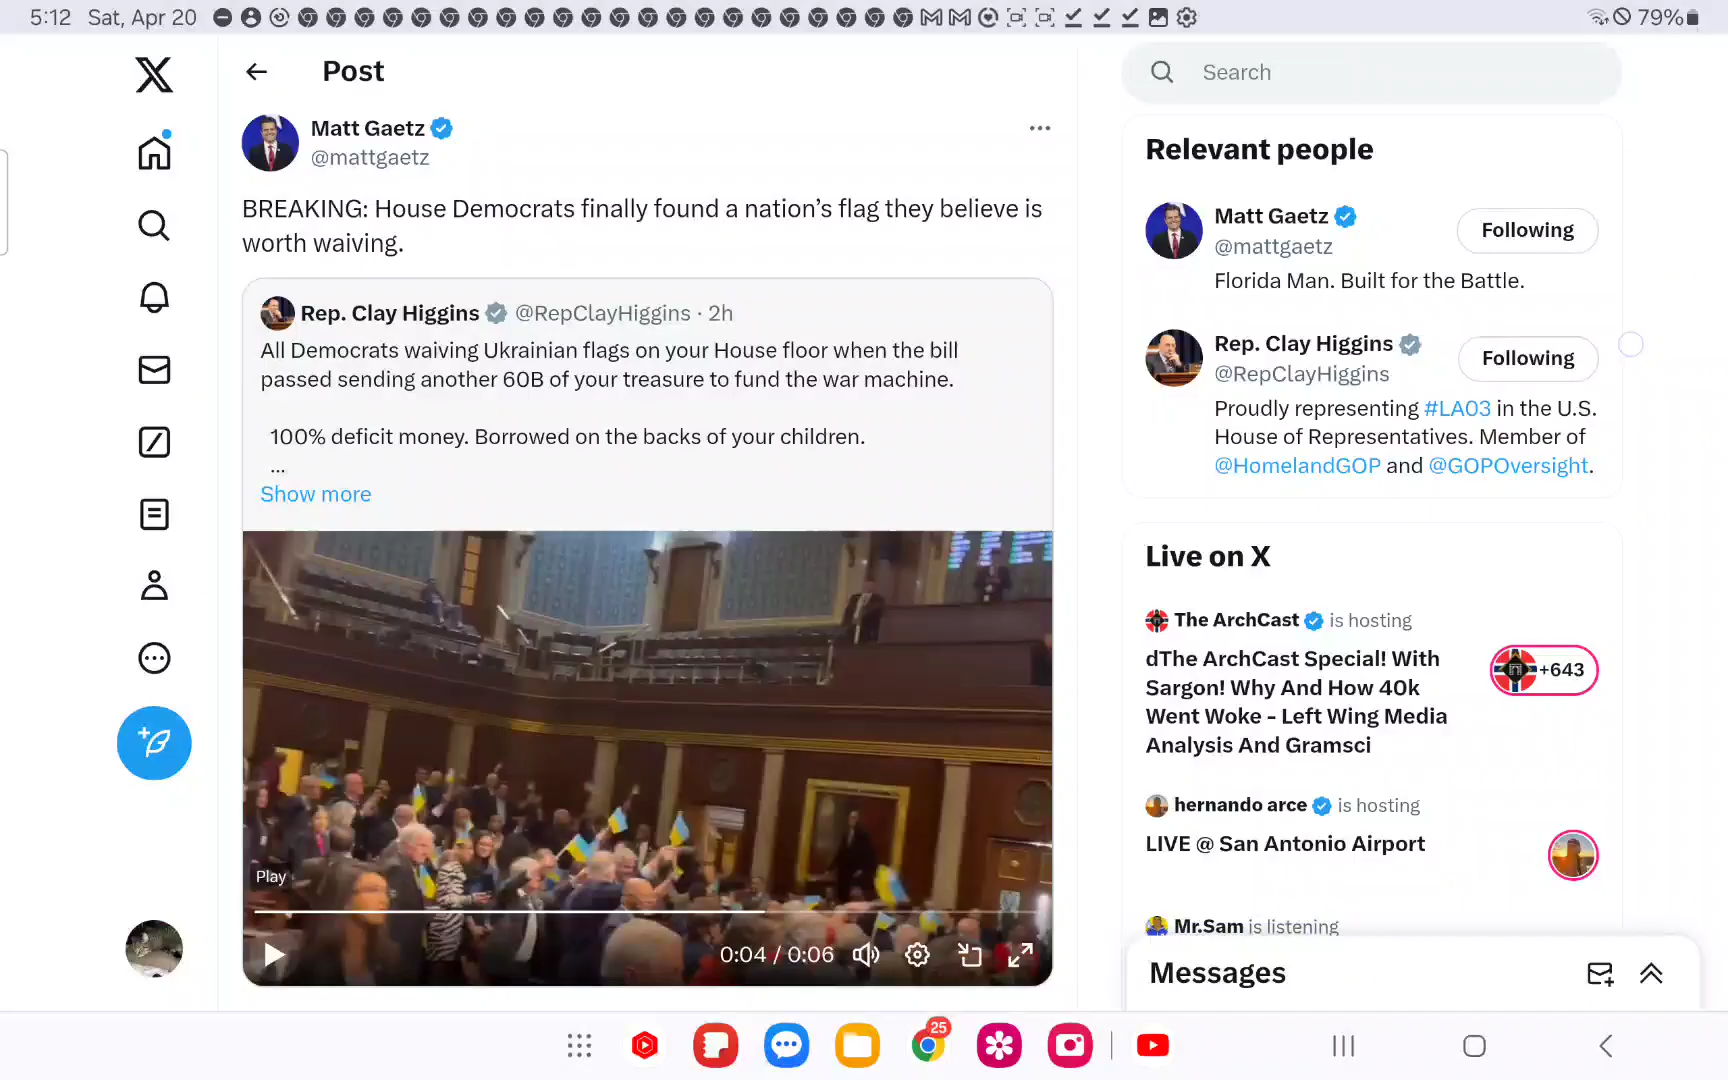 5:12 Sat, Apr 20
79%
Post
Matt Gaetz
@mattgaetz
BREAKING: House Democrats finally found a nation’s flag they believe is
worth waiving.
Rep. Clay Higgins @RepClayHiggins · 2h
All Democrats waiving Ukrainian flags on your House floor when the bill
passed sending another 60B of your treasure to fund the war machine.
100% deficit money. Borrowed on the backs of your children.
...
Show more
Play
0:04 / 0:06
Search
Relevant people
Matt Gaetz
@mattgaetz
Following
Florida Man. Built for the Battle.
Rep. Clay Higgins
@RepClayHiggins
Following
Proudly representing #LA03 in the U.S.
House of Representatives. Member of
@HomelandGOP and @GOPOversight.
Live on X
The ArchCast is hosting
dThe ArchCast Special! With
Sargon! Why And How 40k
Went Woke - Left Wing Media
Analysis And Gramsci
+643
hernando arce is hosting
LIVE @ San Antonio Airport
Mr.Sam is listening
Messages
25